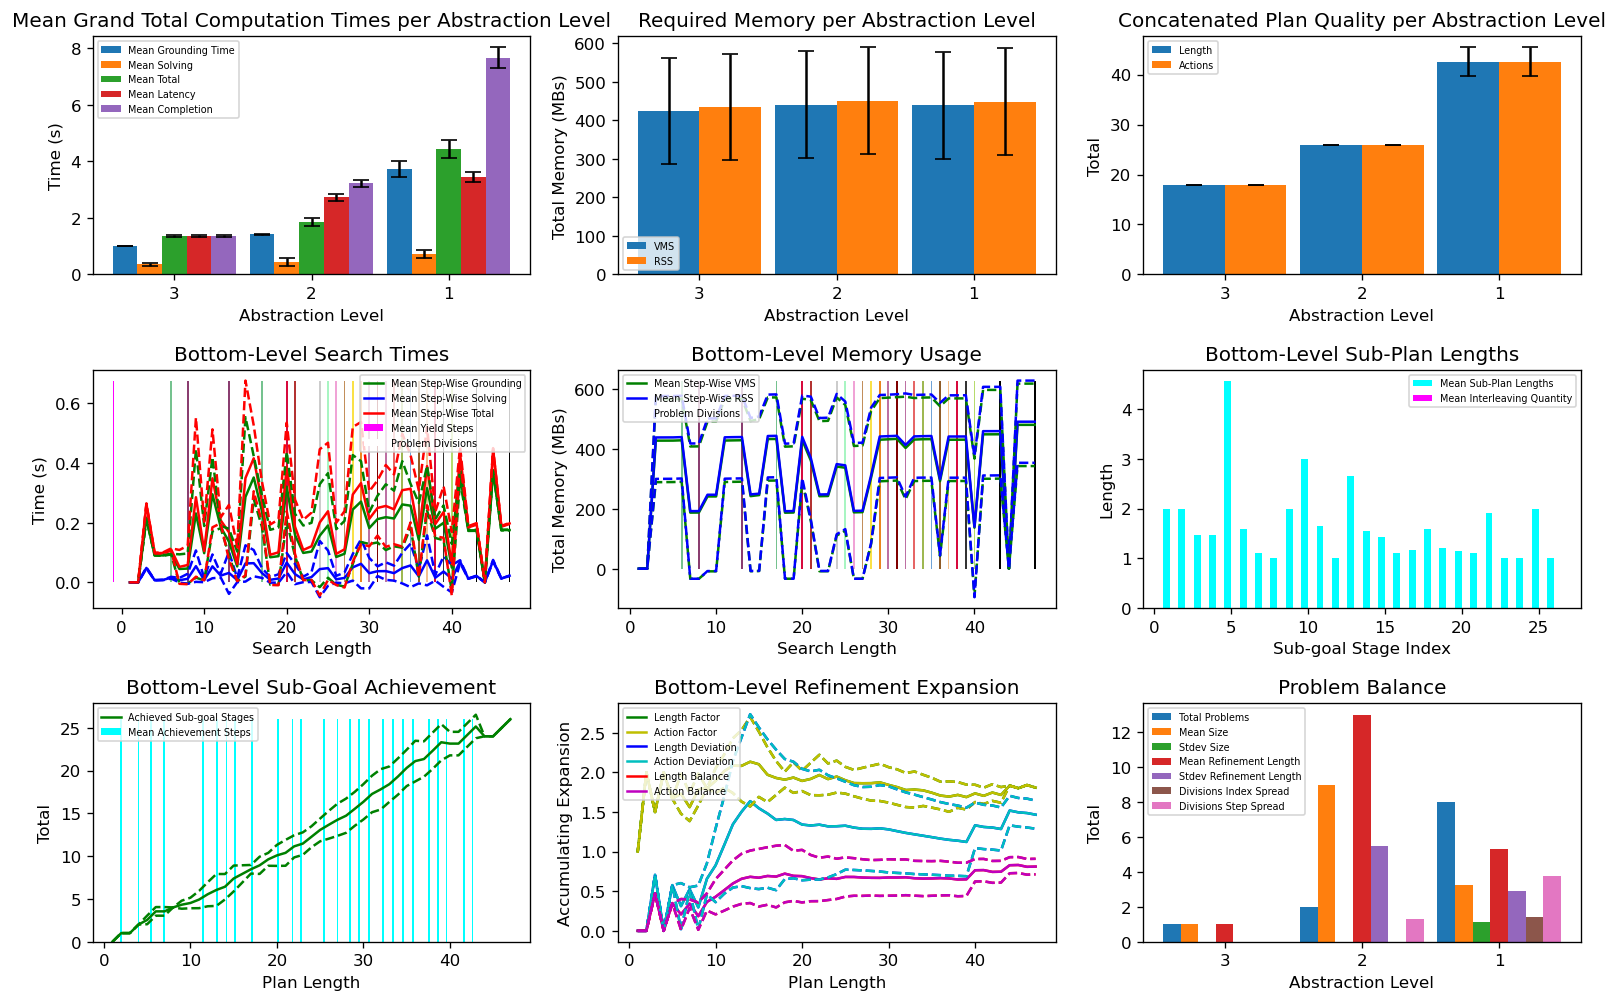 Mean Grand Total Computation Times per Abstraction Level
Time (s)
8
6
4
2
0
Mean Grounding Time
Mean Solving
Mean Total
Mean Latency
Mean Completion
3 2 1
Abstraction Level
Required Memory per Abstraction Level
Total Memory (MBs)
600
500
400
300
200
100
0
VMS
RSS
3 2 1
Abstraction Level
Concatenated Plan Quality per Abstraction Level
Total
40
30
20
10
0
Length
Actions
3 2 1
Abstraction Level
Bottom-Level Search Times
Time (s)
0.6
0.4
0.2
0.0
Mean Step-Wise Grounding
Mean Step-Wise Solving
Mean Step-Wise Total
Mean Yield Steps
Problem Divisions
0 10 20 30 40
Search Length
Bottom-Level Memory Usage
Total Memory (MBs)
600
400
200
0
Mean Step-Wise VMS
Mean Step-Wise RSS
Problem Divisions
0 10 20 30 40
Search Length
Bottom-Level Sub-Plan Lengths
Length
4
3
2
1
0
Mean Sub-Plan Lengths
Mean Interleaving Quantity
0 5 10 15 20 25
Sub-goal Stage Index
Bottom-Level Sub-Goal Achievement
Total
25
20
15
10
5
0
Achieved Sub-goal Stages
Mean Achievement Steps
0 10 20 30 40
Plan Length
Bottom-Level Refinement Expansion
Accumulating Expansion
2.5
2.0
1.5
1.0
0.5
0.0
Length Factor
Action Factor
Length Deviation
Action Deviation
Length Balance
Action Balance
0 10 20 30 40
Plan Length
Problem Balance
Total
12
10
8
6
4
2
0
Total Problems
Mean Size
Stdev Size
Mean Refinement Length
Stdev Refinement Length
Divisions Index Spread
Divisions Step Spread
3 2 1
Abstraction Level